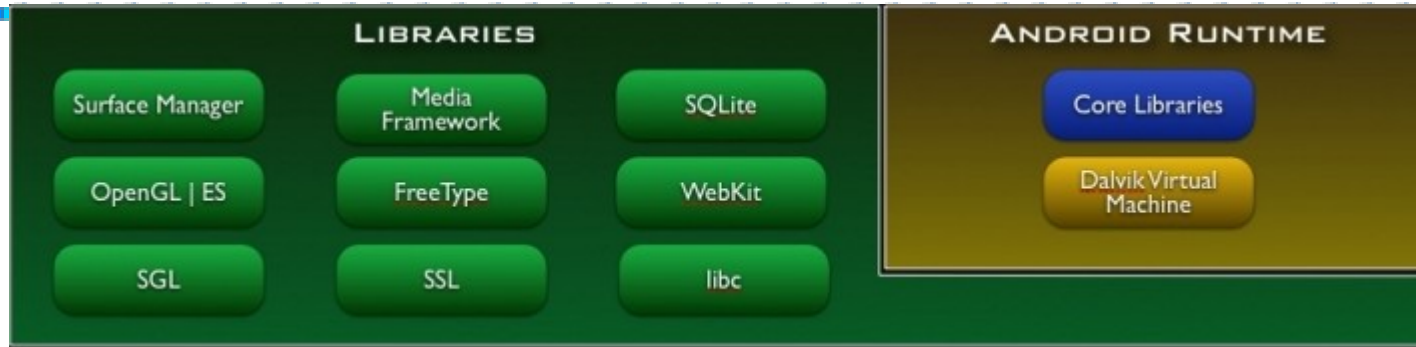 LIBRARIES
Surface Manager
Media
Framework
SQLite
OpenGL | ES
FreeType
WebKit
SGL
SSL
libc
ANDROID RUNTIME
Core Libraries
Dalvik Virtual
Machine